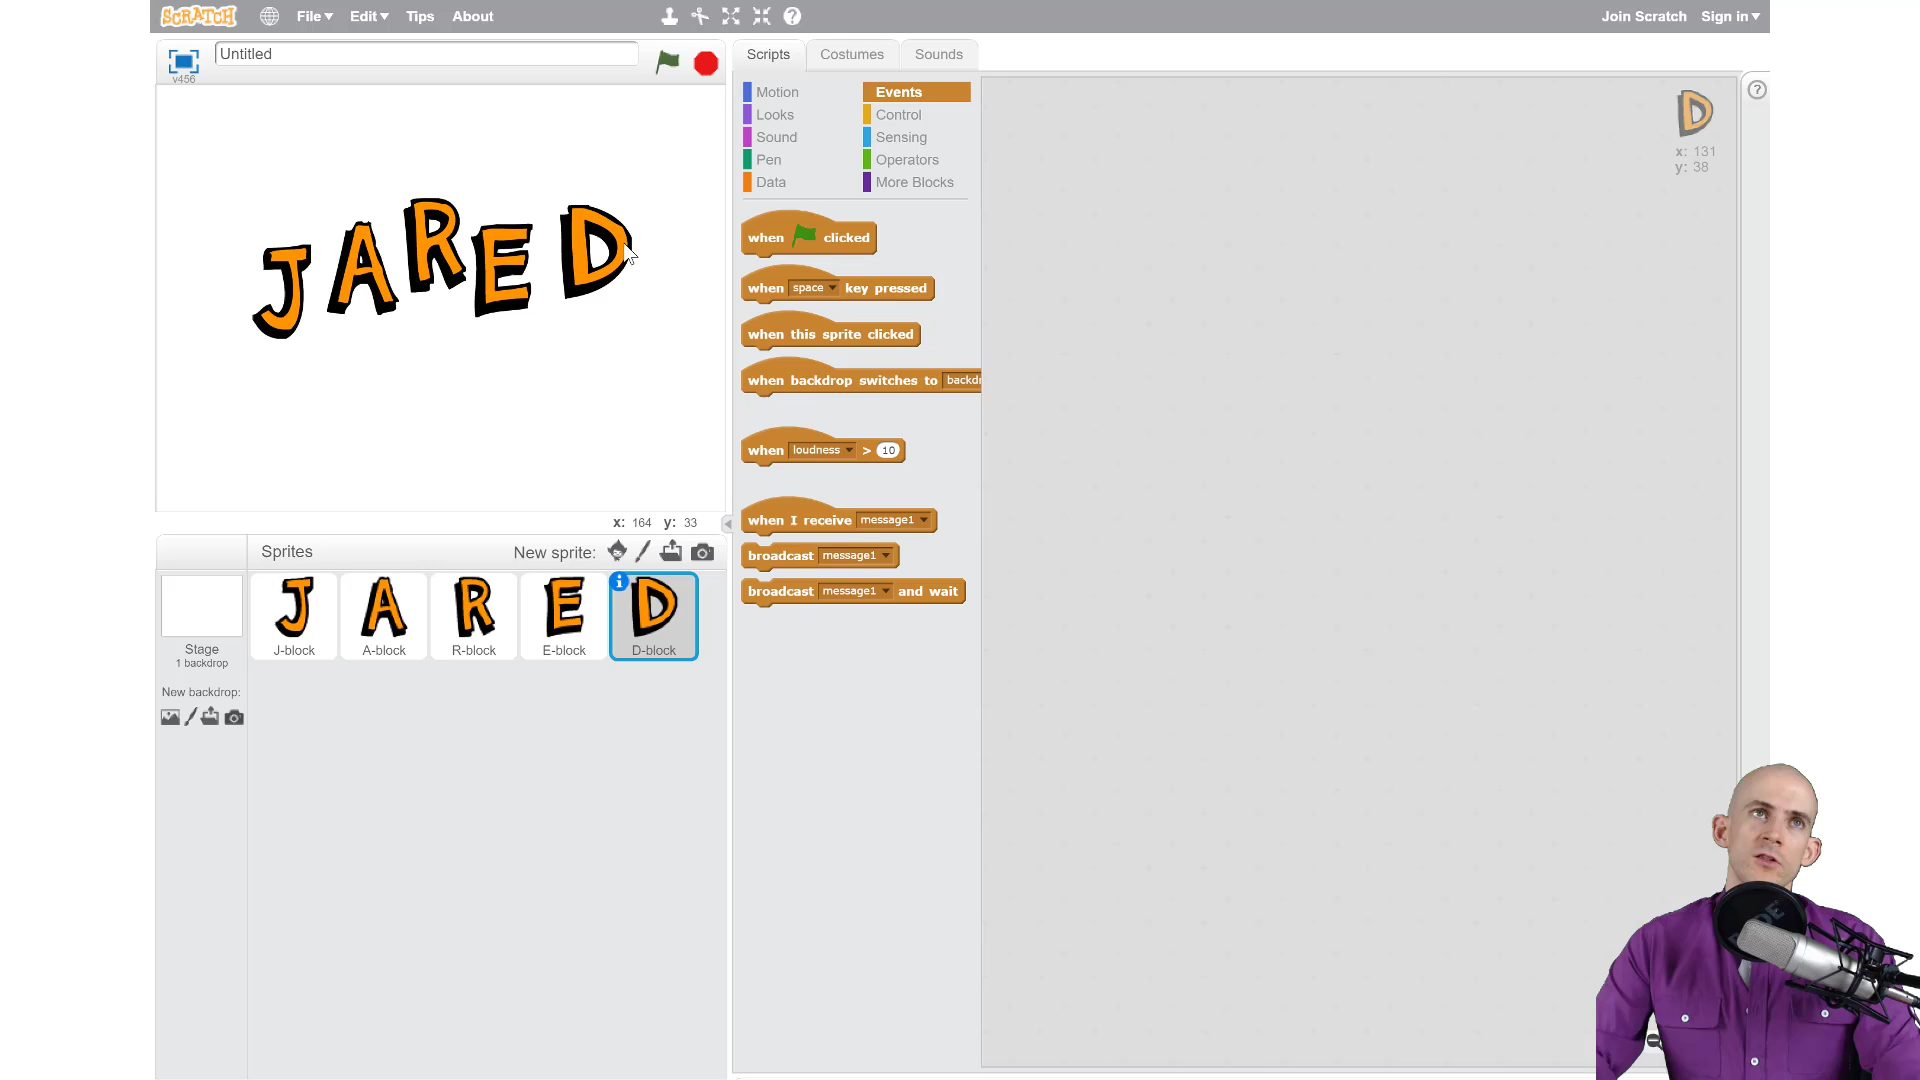 SCRATCH File Edit Tips About Join Scratch Sign in
v456
Untitled
Scripts Costumes Sounds
Motion Events
Looks Control
Sound Sensing
Pen Operators
Data More Blocks
D
x: 131
y: 38
JARED
when clicked
when space key pressed
when this sprite clicked
when backdrop switches to backdr
when loudness > 10
when I receive message1
broadcast message1
broadcast message1 and wait
x: 164 y: 33
Sprites New sprite:
J A R E D
J-block A-block R-block E-block D-block
Stage
1 backdrop
New backdrop: